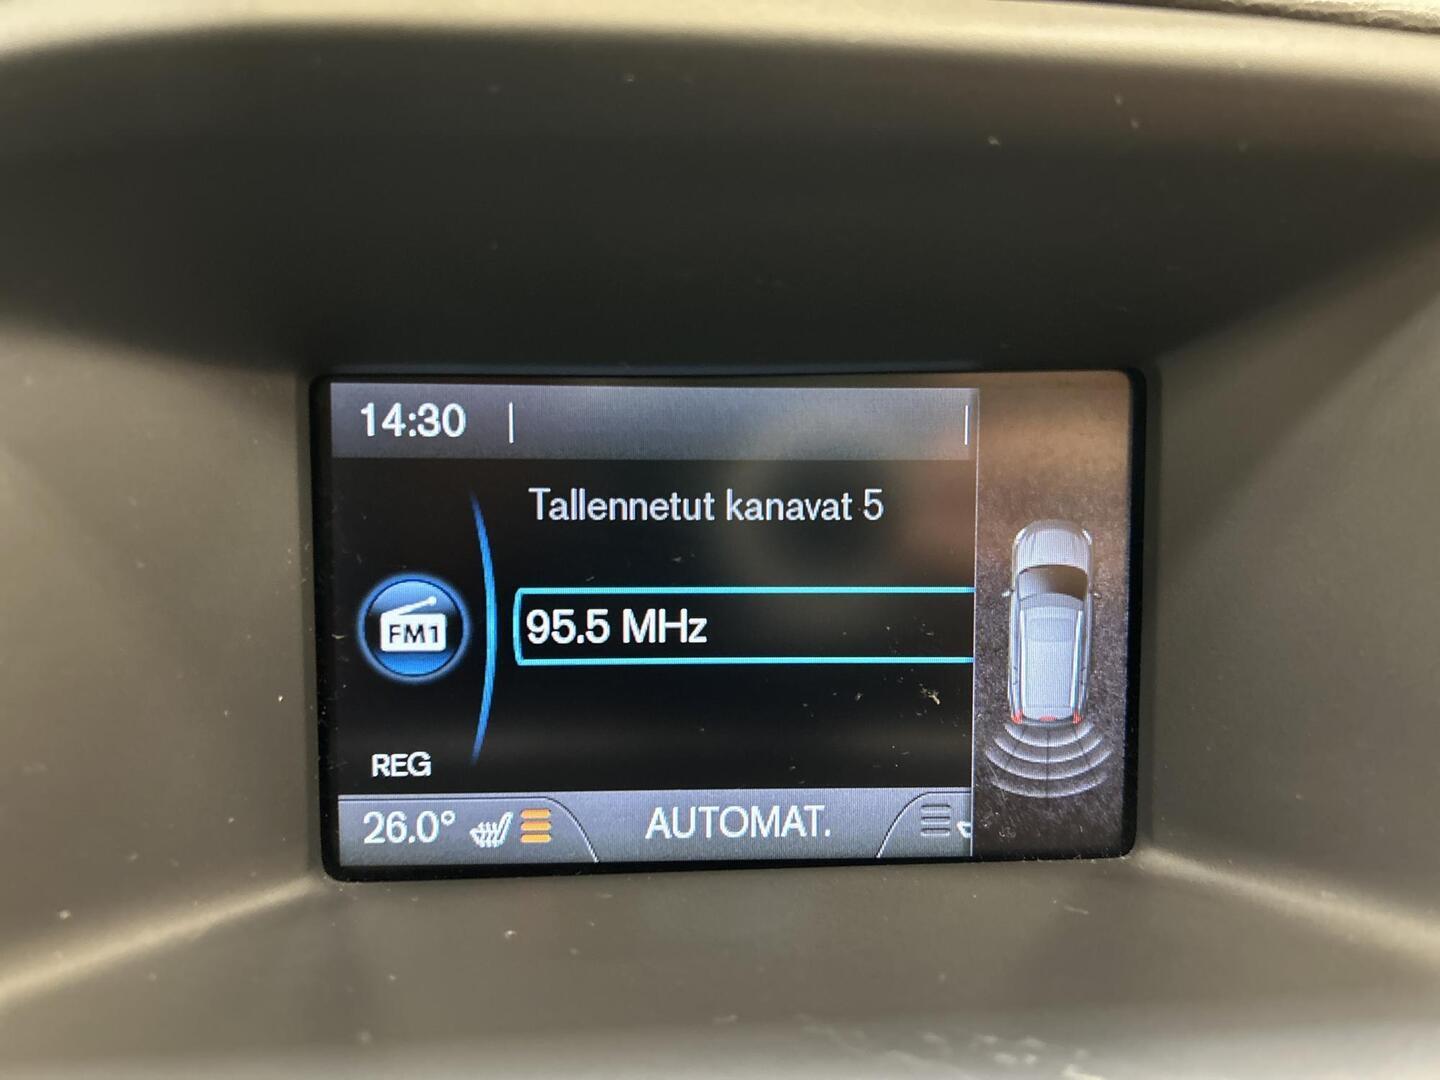 14:30
Tallennetut kanavat 5
FM1
95.5 MHz
REG
26.0° AUTOMAT.